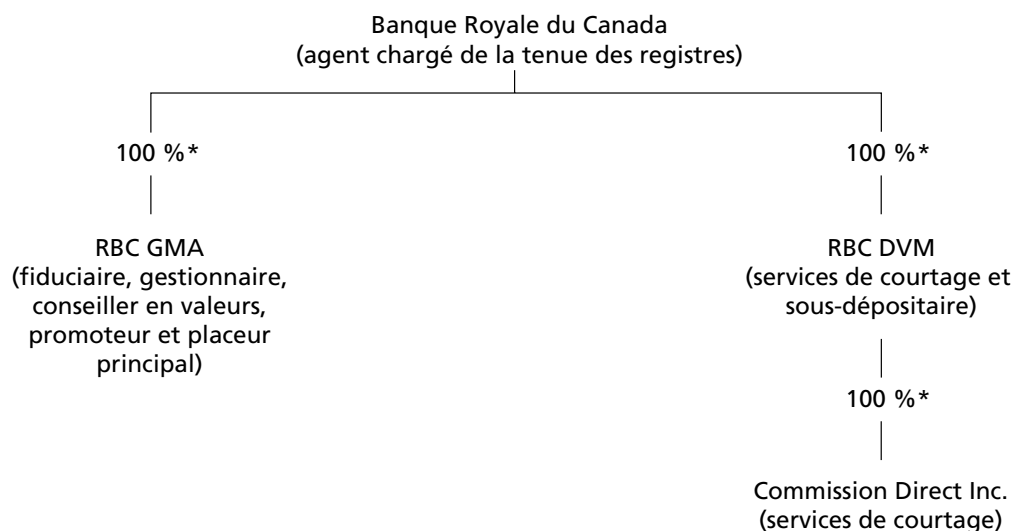 Banque Royale du Canada
(agent chargé de la tenue des registres)
100 %*
100 %*
RBC GMA
(fiduciaire, gestionnaire,
conseiller en valeurs,
promoteur et placeur
principal)
RBC DVM
(services de courtage et
sous-dépositaire)
100 %*
Commission Direct Inc.
(services de courtage)